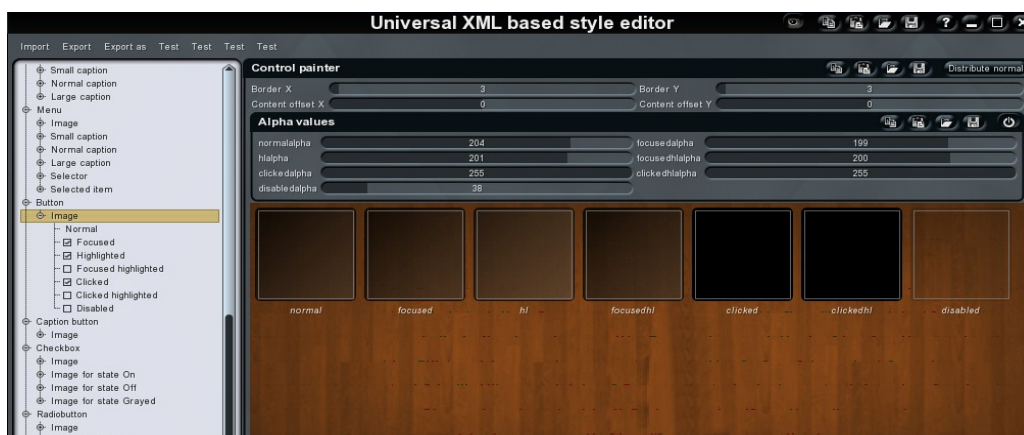 Universal XML based style editor
Import Export Export as Test Test Test Test
Small caption
Normal caption
Large caption
Menu
Image
Small caption
Normal caption
Large caption
Selector
Selected item
Button
Image
Normal
Focused
Highlighted
Focused highlighted
Clicked
Clicked highlighted
Disabled
Caption button
Image
Checkbox
Image
Image for state On
Image for state Off
Image for state Grayed
Radiobutton
Image
Control painter Distribute normal
Border X 3 Border Y 3
Content offset X 0 Content offset Y 0
Alpha values
normalalpha 204 focusedalpha 199
hlalpha 201 focusedhlalpha 200
clickedalpha 255 clickedhlalpha 255
disabledalpha 38
normal focused hl focusedhl clicked clickedhl disabled